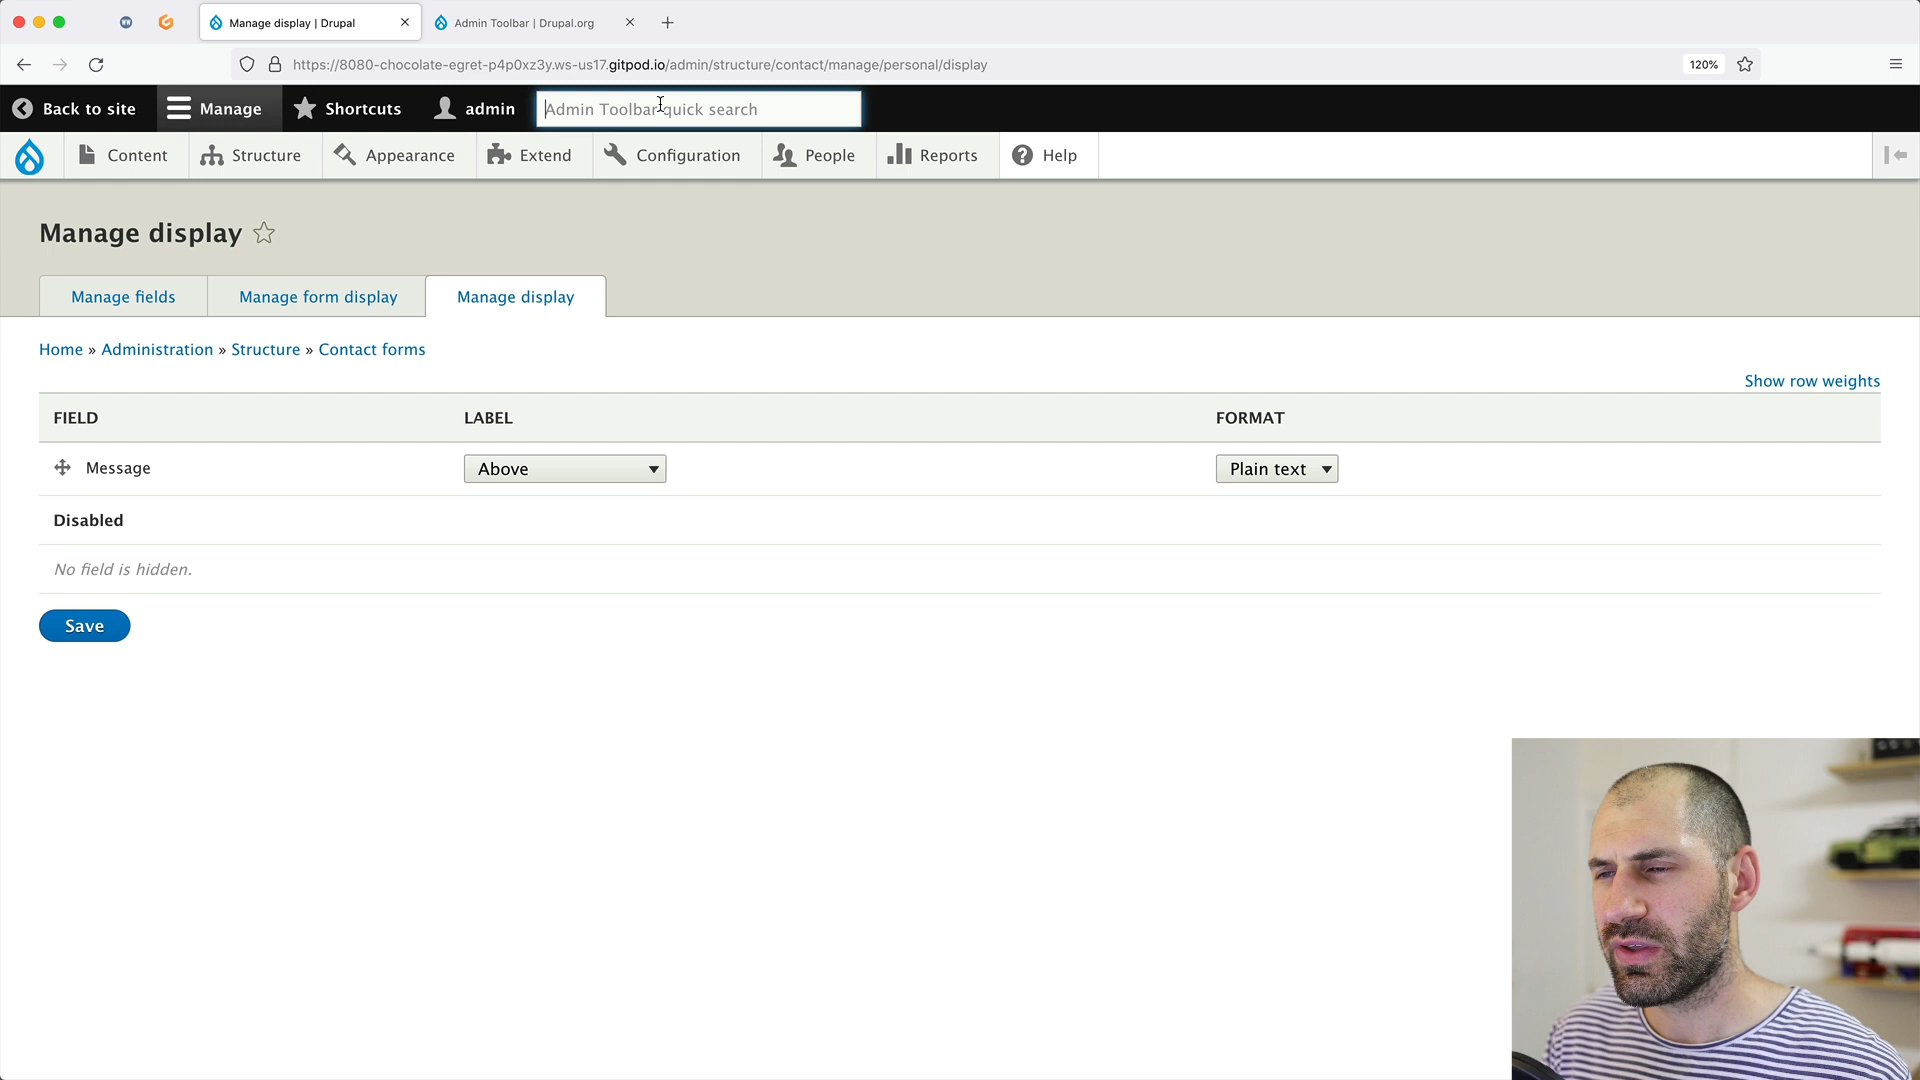 Manage display | Drupal
Admin Toolbar | Drupal.org
https://8080-chocolate-egret-p4p0xz3y.ws-us17.gitpod.io/admin/structure/contact/manage/personal/display
120%
Back to site
Manage
Shortcuts
admin
Admin Toolbar quick search
Content
Structure
Appearance
Extend
Configuration
People
Reports
Help
Manage display
Manage fields
Manage form display
Manage display
Home » Administration » Structure » Contact forms
Show row weights
FIELD LABEL FORMAT
Message Above Plain text
Disabled
No field is hidden.
Save